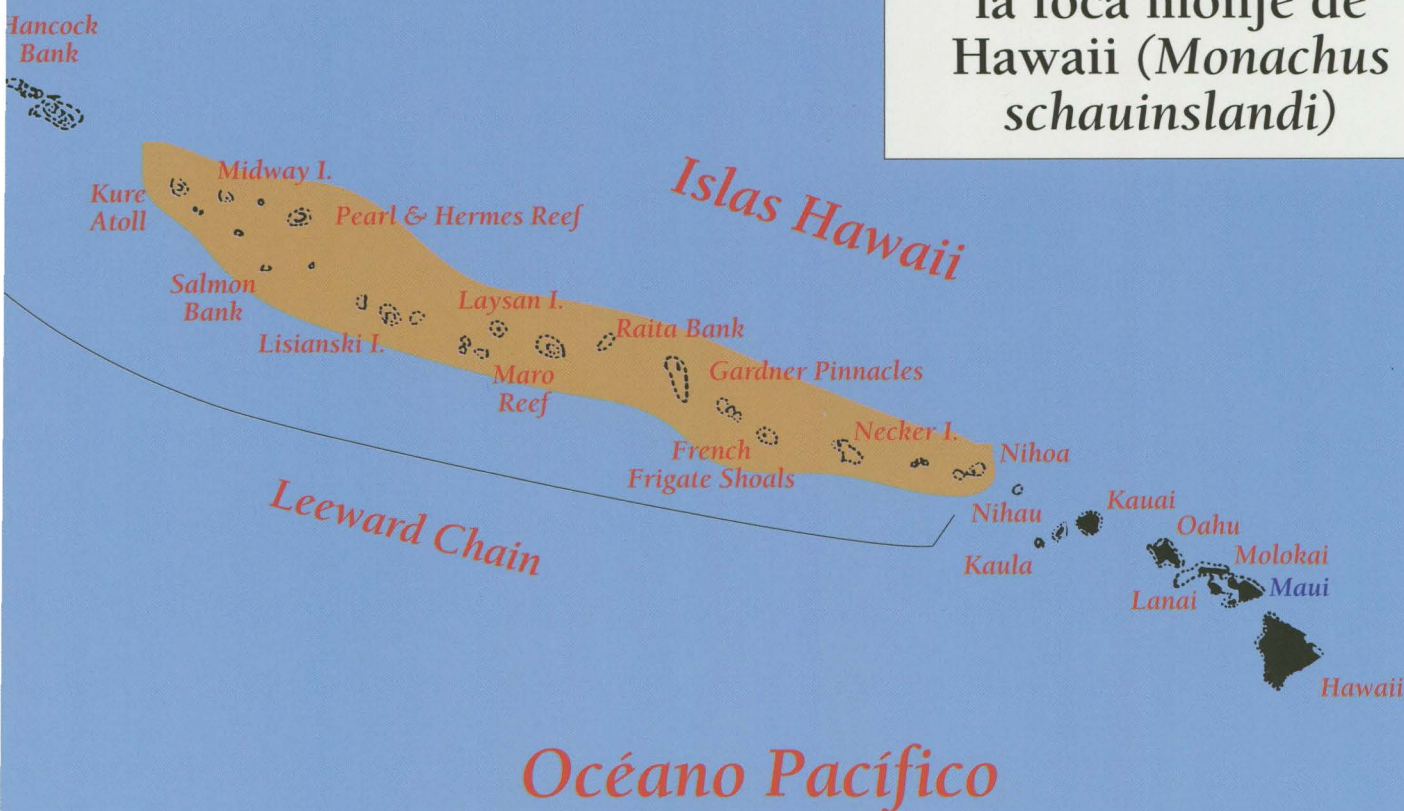 la foca monje de
Hawaii (Monachus
schauinslandi)
Hancock
Bank
Midway I.
Kure
Atoll
Pearl & Hermes Reef
Islas Hawaii
Salmon
Bank
Laysan I.
Lisianski I.
Raita Bank
Maro
Reef
Gardner Pinnacles
French
Frigate Shoals
Necker I.
Nihoa
Leeward Chain
Nihau
Kauai
Kaula
Oahu
Molokai
Maui
Lanai
Hawaii
Océano Pacífico